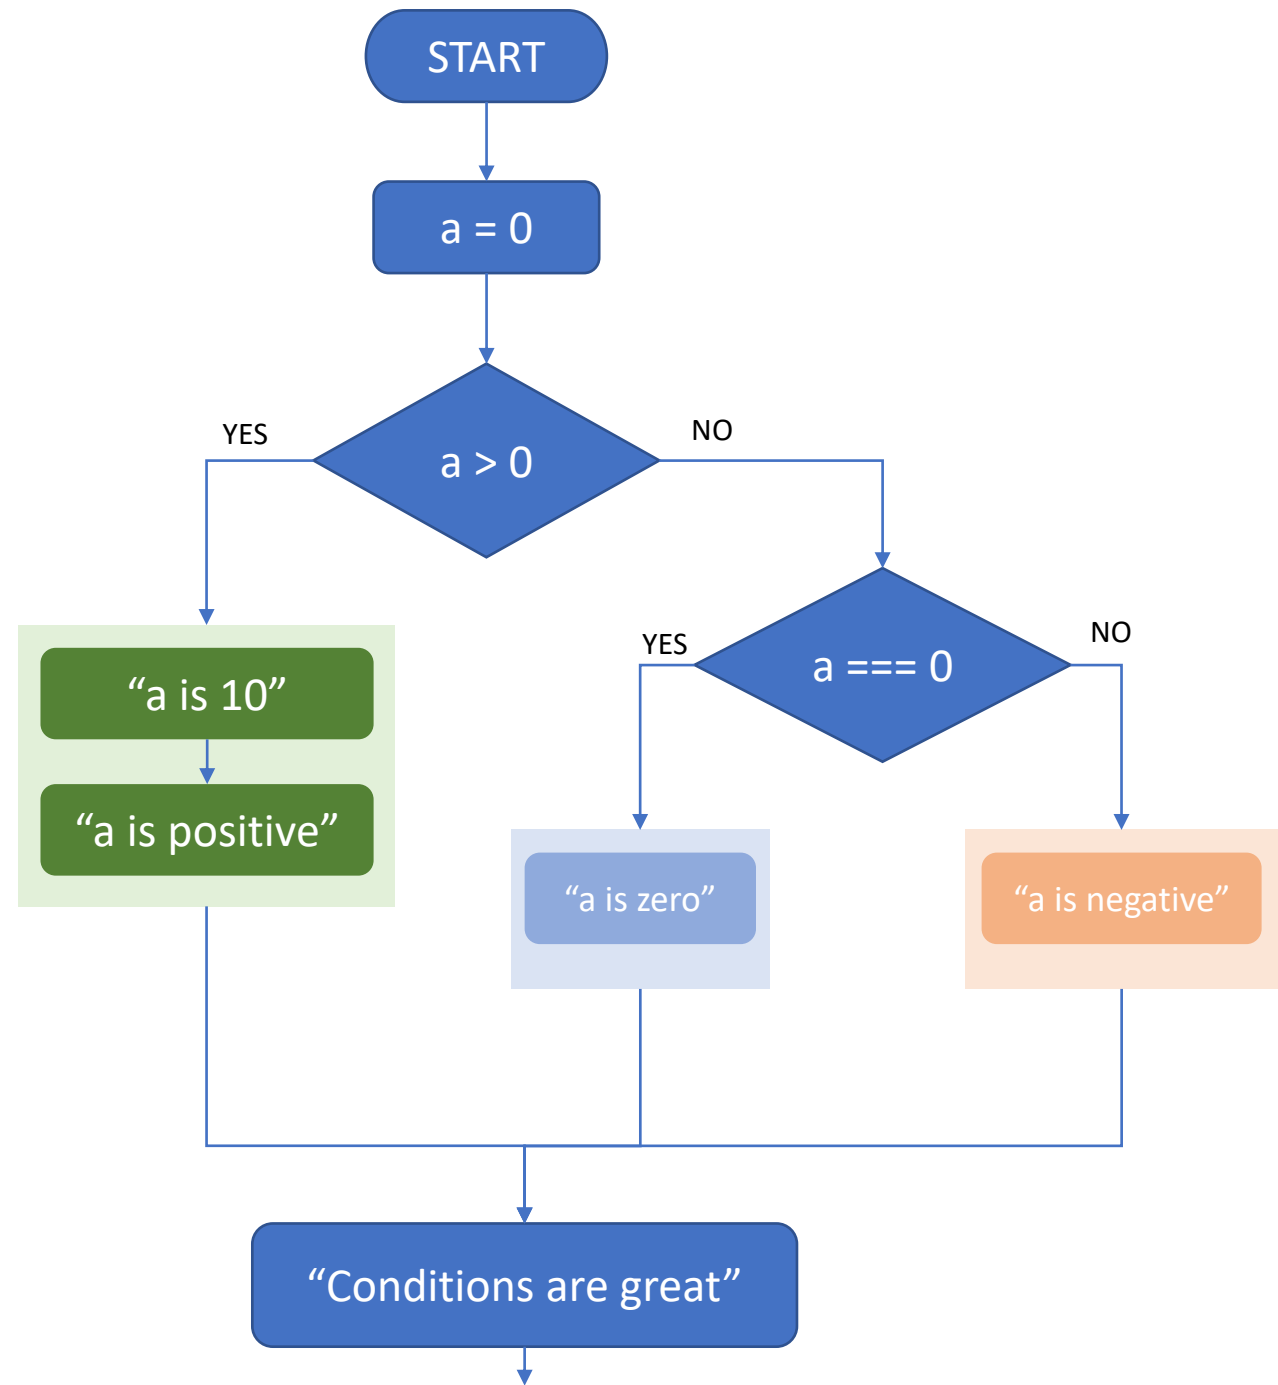 START
a = 0
YES
NO
a > 0
YES
NO
a === 0
“a is 10”
“a is positive”
“a is zero”
“a is negative”
“Conditions are great”